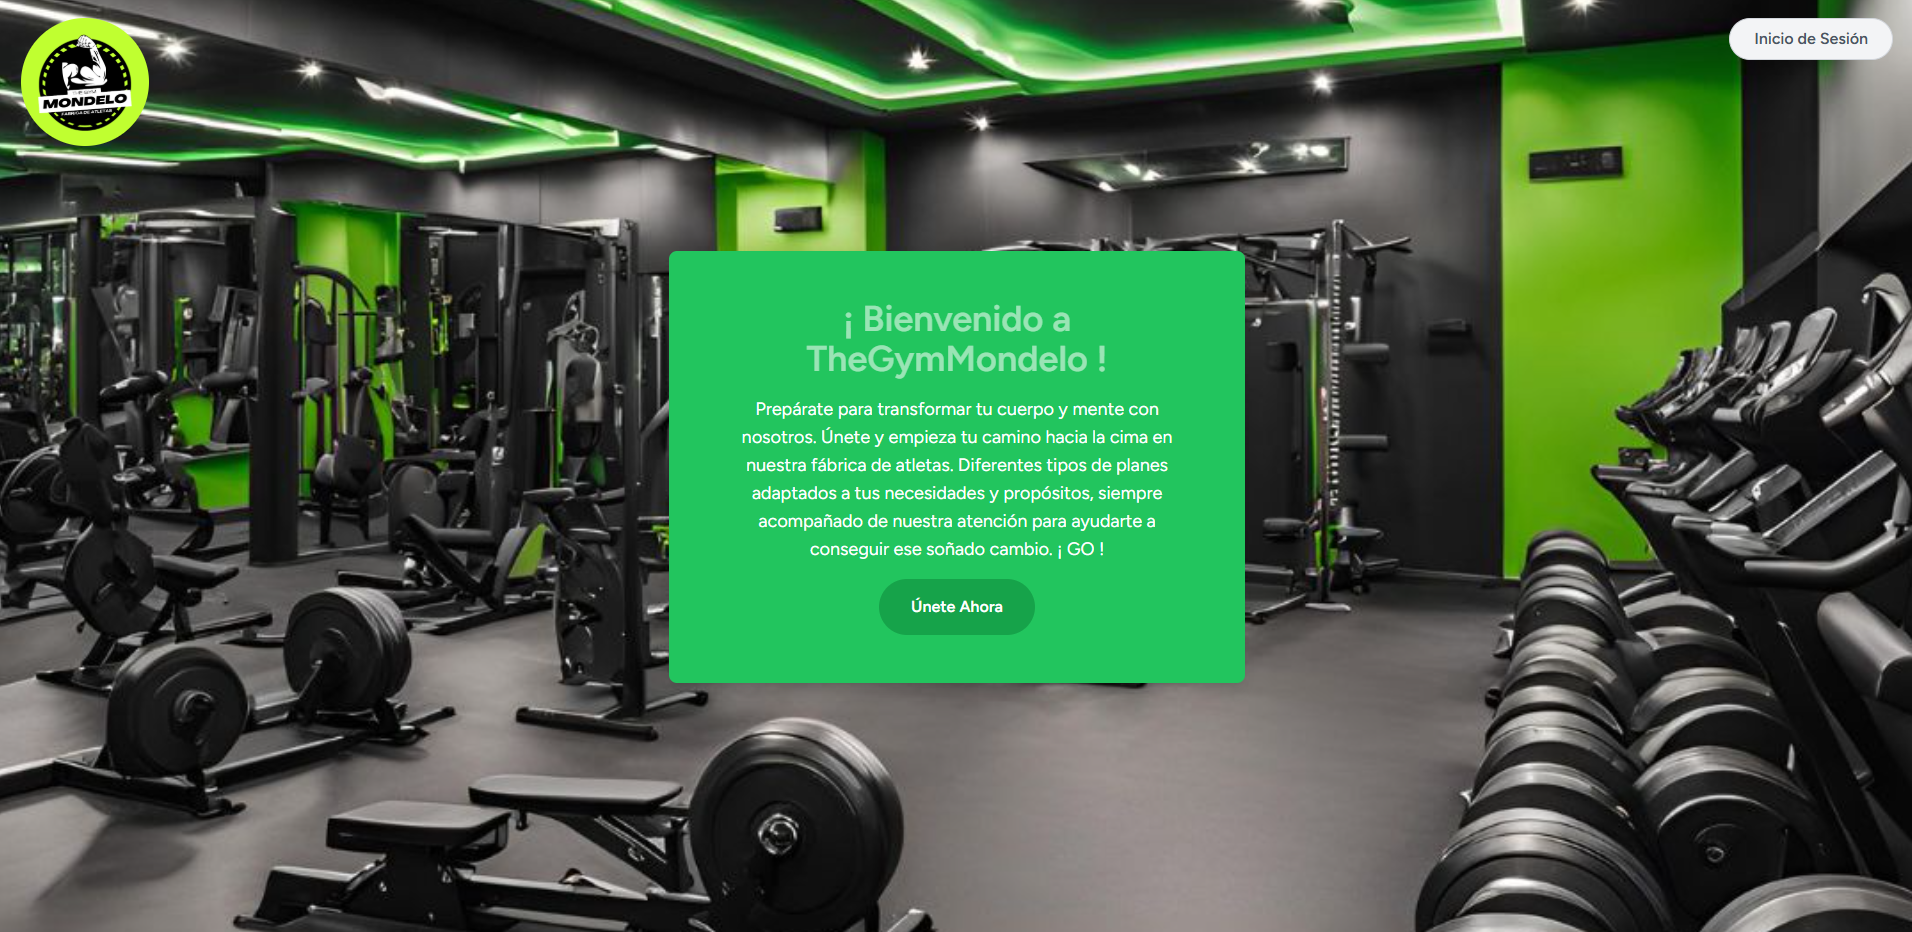 THE GYM
MONDELO
FÁBRICA DE ATLETAS
Inicio de Sesión
¡ Bienvenido a
TheGymMondelo !
Prepárate para transformar tu cuerpo y mente con
nosotros. Únete y empieza tu camino hacia la cima en
nuestra fábrica de atletas. Diferentes tipos de planes
adaptados a tus necesidades y propósitos, siempre
acompañado de nuestra atención para ayudarte a
conseguir ese soñado cambio. ¡ GO !
Únete Ahora